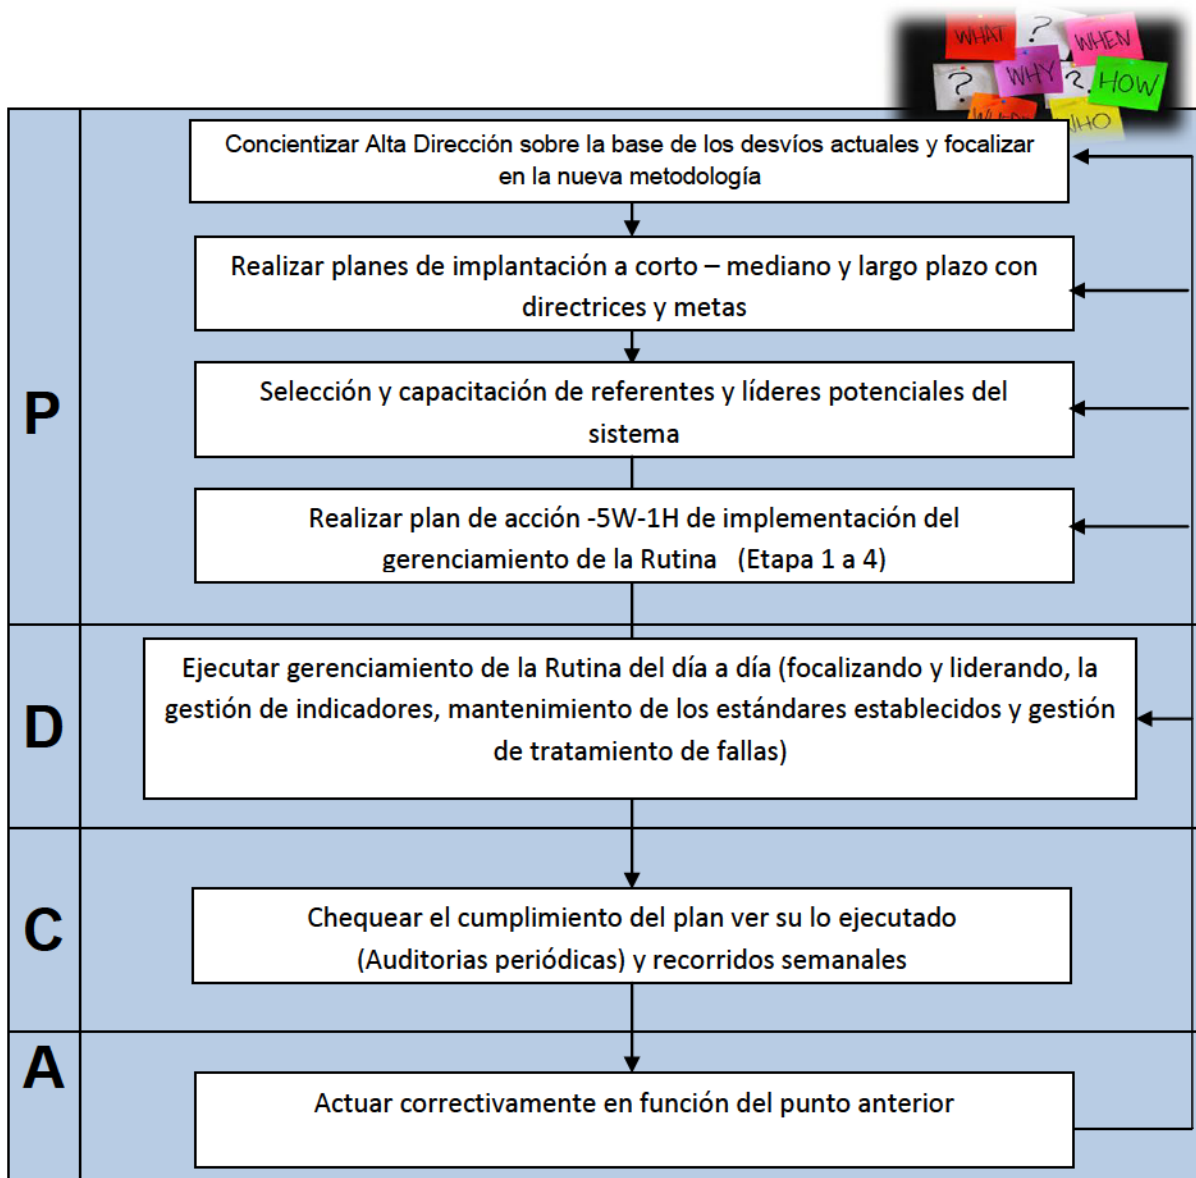 WHAT
?
WHEN
?
WHY
?
HOW
WHO
Concientizar Alta Dirección sobre la base de los desvíos actuales y focalizar
en la nueva metodología
Realizar planes de implantación a corto – mediano y largo plazo con
directrices y metas
P
Selección y capacitación de referentes y líderes potenciales del
sistema
Realizar plan de acción -5W-1H de implementación del
gerenciamiento de la Rutina (Etapa 1 a 4)
D
Ejecutar gerenciamiento de la Rutina del día a día (focalizando y liderando, la
gestión de indicadores, mantenimiento de los estándares establecidos y gestión
de tratamiento de fallas)
C
Chequear el cumplimiento del plan ver su lo ejecutado
(Auditorias periódicas) y recorridos semanales
A
Actuar correctivamente en función del punto anterior